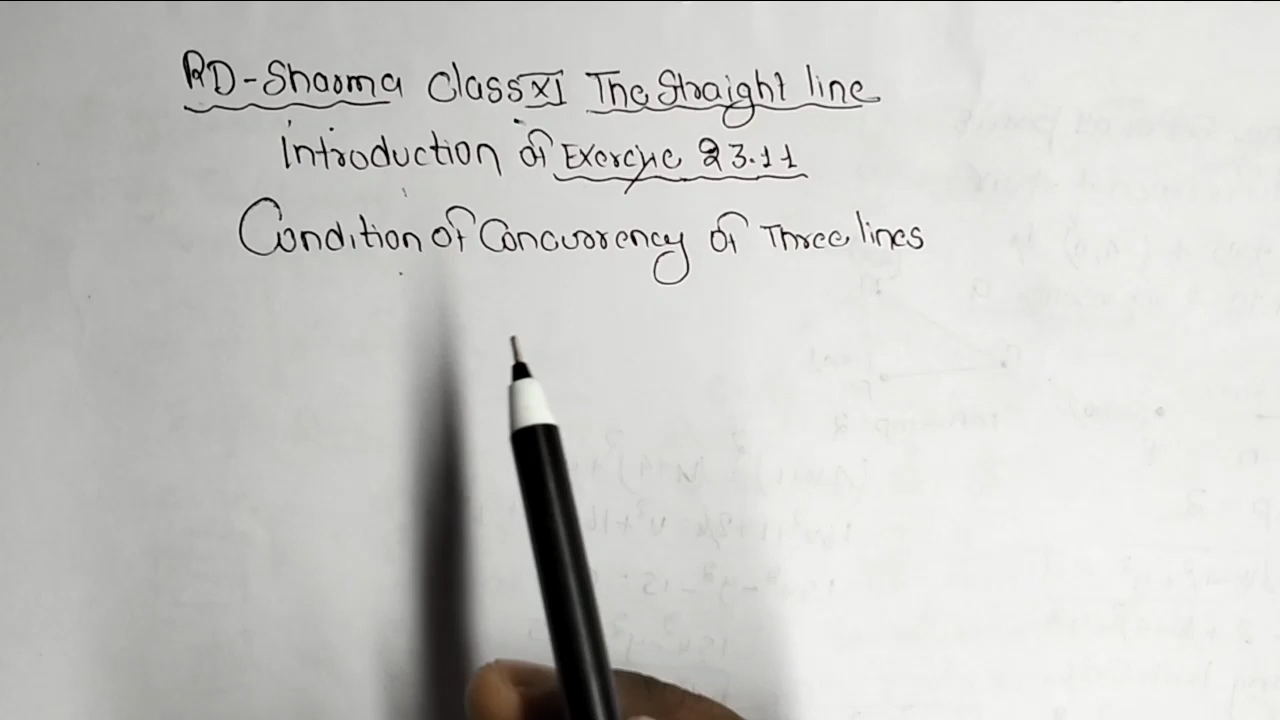 RD-Sharma Class XI The Straight line
introduction of Exercise 23.11
Condition of Concurrency of Three lines